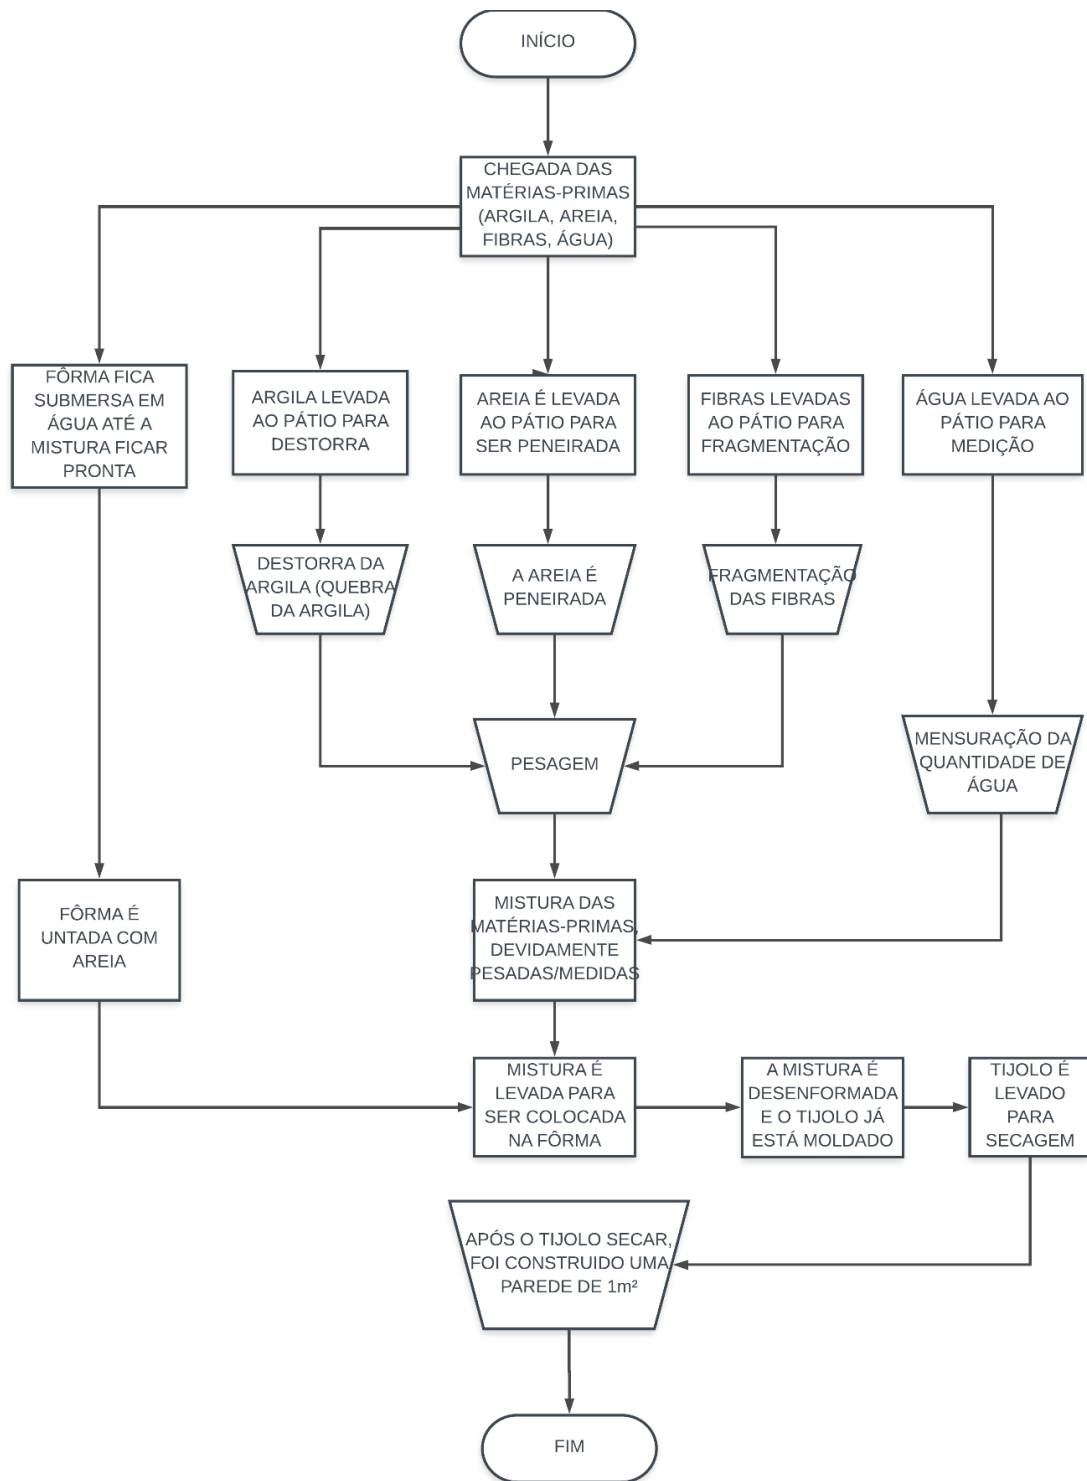 INÍCIO
CHEGADA DAS
MATÉRIAS-PRIMAS
(ARGILA, AREIA,
FIBRAS, ÁGUA)
FÔRMA FICA
SUBMERSA EM
ÁGUA ATÉ A
MISTURA FICAR
PRONTA
ARGILA LEVADA
AO PÁTIO PARA
DESTORRA
AREIA É LEVADA
AO PÁTIO PARA
SER PENEIRADA
FIBRAS LEVADAS
AO PÁTIO PARA
FRAGMENTAÇÃO
ÁGUA LEVADA AO
PÁTIO PARA
MEDIÇÃO
DESTORRA DA
ARGILA (QUEBRA
DA ARGILA)
A AREIA É
PENEIRADA
FRAGMENTAÇÃO
DAS FIBRAS
PESAGEM
MENSURAÇÃO DA
QUANTIDADE DE
ÁGUA
FÔRMA É
UNTADA COM
AREIA
MISTURA DAS
MATÉRIAS-PRIMAS,
DEVIDAMENTE
PESADAS/MEDIDAS
MISTURA É
LEVADA PARA
SER COLOCADA
NA FÔRMA
A MISTURA É
DESENFORMADA
E O TIJOLO JÁ
ESTÁ MOLDADO
TIJOLO É
LEVADO
PARA
SECAGEM
APÓS O TIJOLO SECAR,
FOI CONSTRUIDO UMA
PAREDE DE 1m²
FIM